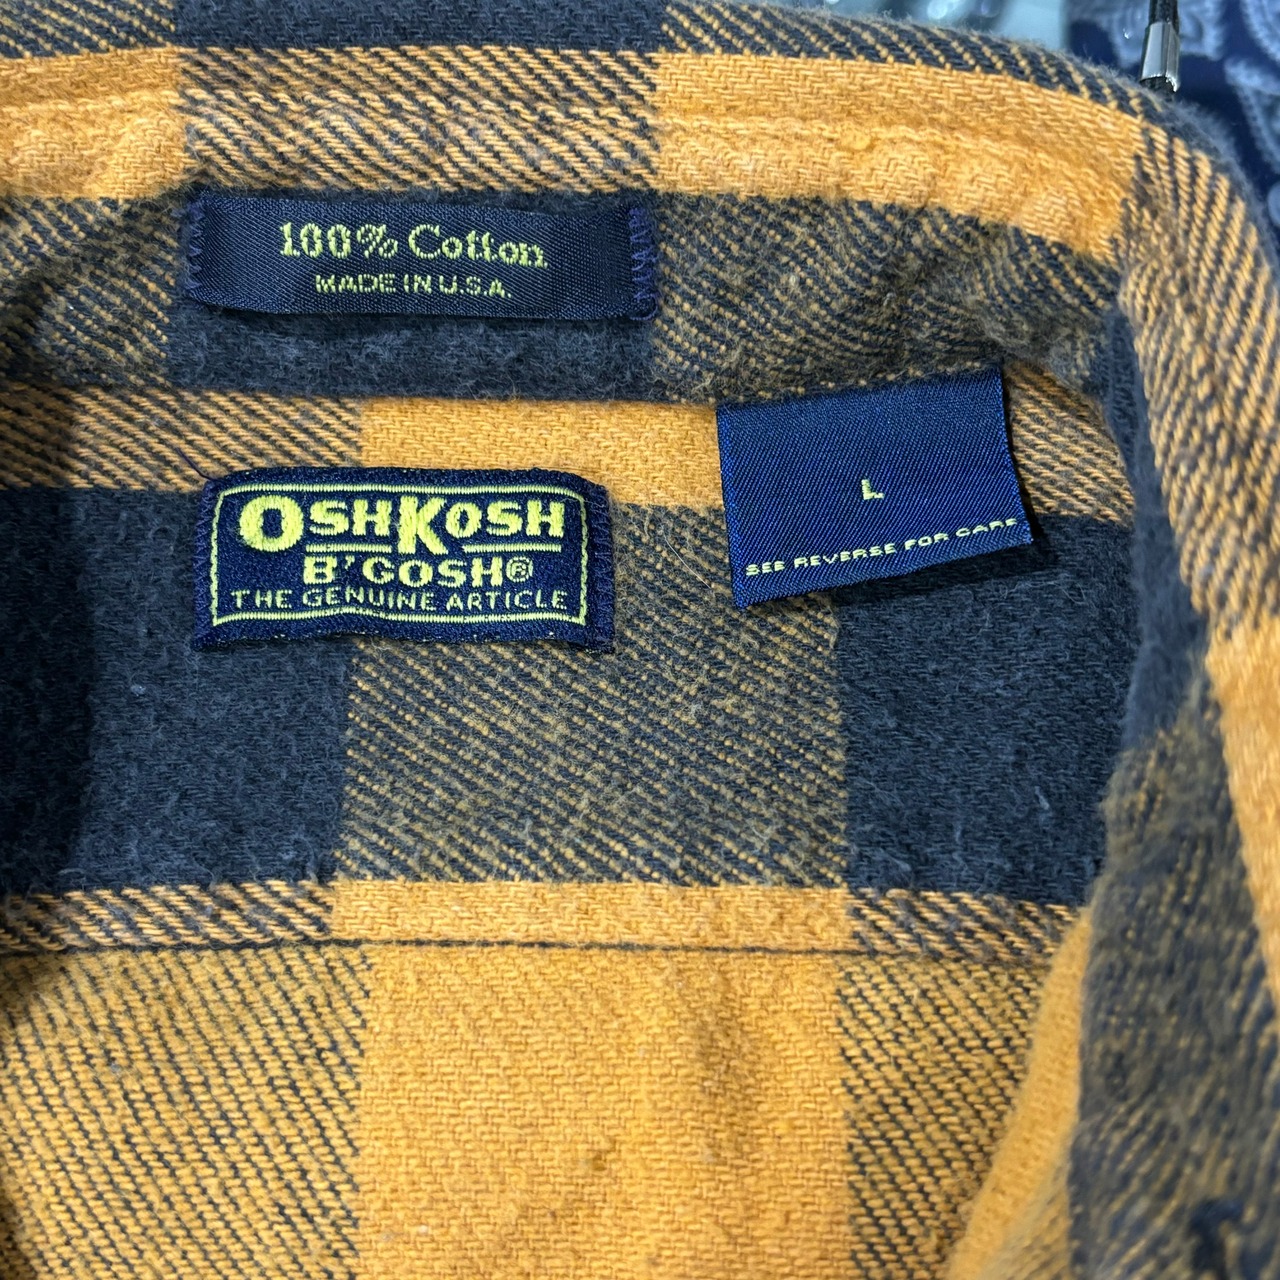 100% Cotton
MADE IN U.S.A.
OSHKOSH
B'GOSH®
THE GENUINE ARTICLE
L
SEE REVERSE FOR CARE